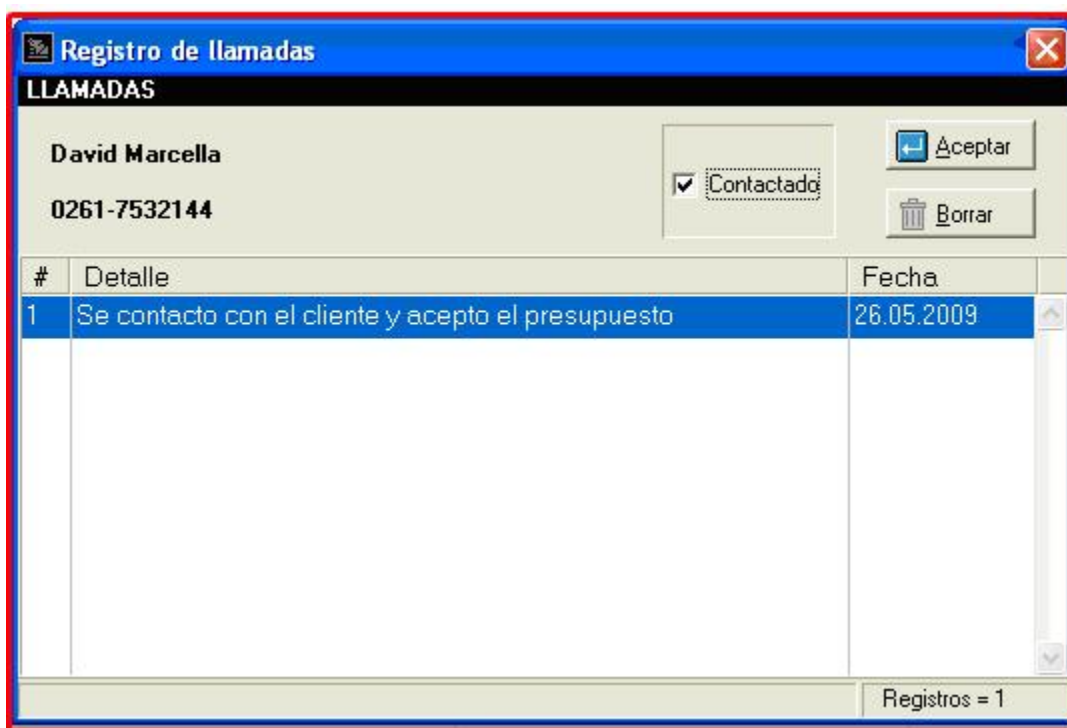 Registro de llamadas
LLAMADAS
David Marcella
0261-7532144
Contactado
Aceptar
Borrar
# Detalle Fecha
1 Se contacto con el cliente y acepto el presupuesto 26.05.2009
Registros = 1